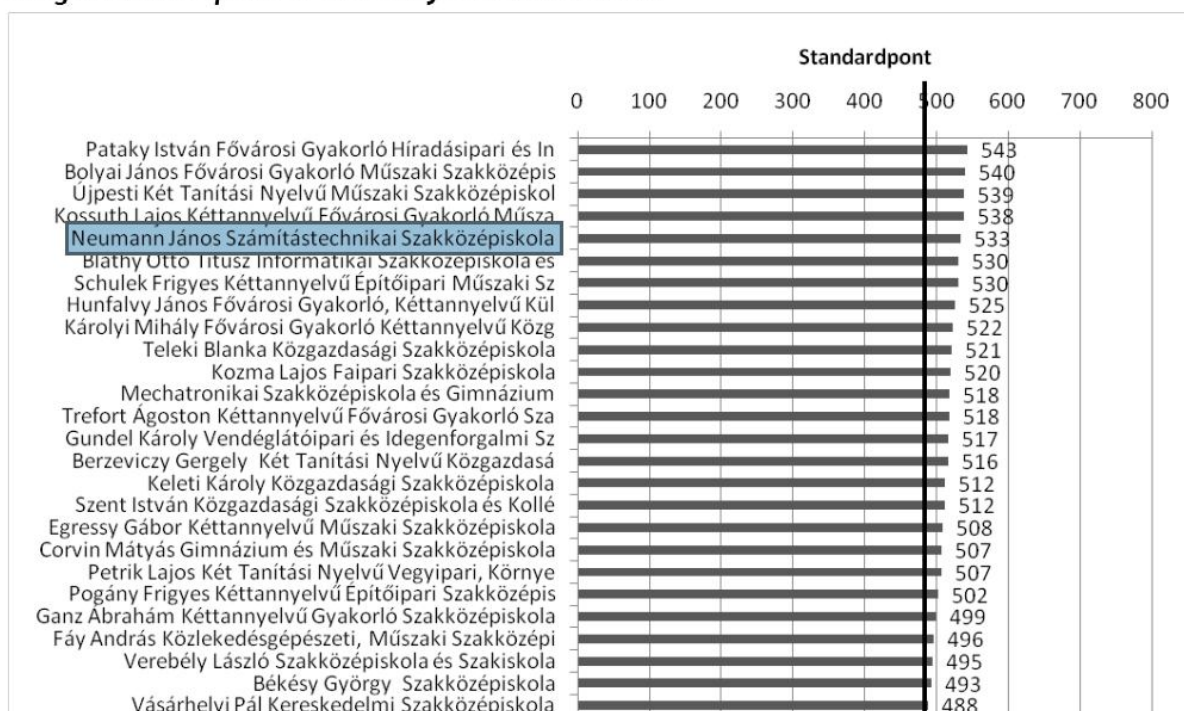 Standardpont
0 100 200 300 400 500 600 700 800
Pataky István Fővárosi Gyakorló Híradásipari és In 543
Bolyai János Fővárosi Gyakorló Műszaki Szakközépis 540
Újpesti Két Tanítási Nyelvű Műszaki Szakközépiskol 539
Kossuth Lajos Kéttannyelvű Fővárosi Gyakorló Műsza 538
Neumann János Számítástechnikai Szakközépiskola 533
Bláthy Ottó Titusz Informatikai Szakközépiskola és 530
Schulek Frigyes Kéttannyelvű Építőipari Műszaki Sz 530
Hunfalvy János Fővárosi Gyakorló, Kéttannyelvű Kül 525
Károlyi Mihály Fővárosi Gyakorló Kéttannyelvű Közg 522
Teleki Blanka Közgazdasági Szakközépiskola 521
Kozma Lajos Faipari Szakközépiskola 520
Mechatronikai Szakközépiskola és Gimnázium 518
Trefort Ágoston Kéttannyelvű Fővárosi Gyakorló Sza 518
Gundel Károly Vendéglátóipari és Idegenforgalmi Sz 517
Berzeviczy Gergely Két Tanítási Nyelvű Közgazdasá 516
Keleti Károly Közgazdasági Szakközépiskola 512
Szent István Közgazdasági Szakközépiskola és Kollé 512
Egressy Gábor Kéttannyelvű Műszaki Szakközépiskola 508
Corvin Mátyás Gimnázium és Műszaki Szakközépiskola 507
Petrik Lajos Két Tanítási Nyelvű Vegyipari, Környe 507
Pogány Frigyes Kéttannyelvű Építőipari Szakközépis 502
Ganz Ábrahám Kéttannyelvű Gyakorló Szakközépiskola 499
Fáy András Közlekedésgépészeti, Műszaki Szakközépi 496
Verebély László Szakközépiskola és Szakiskola 495
Békésy György Szakközépiskola 493
Vásárhelyi Pál Kereskedelmi Szakközépiskola 488